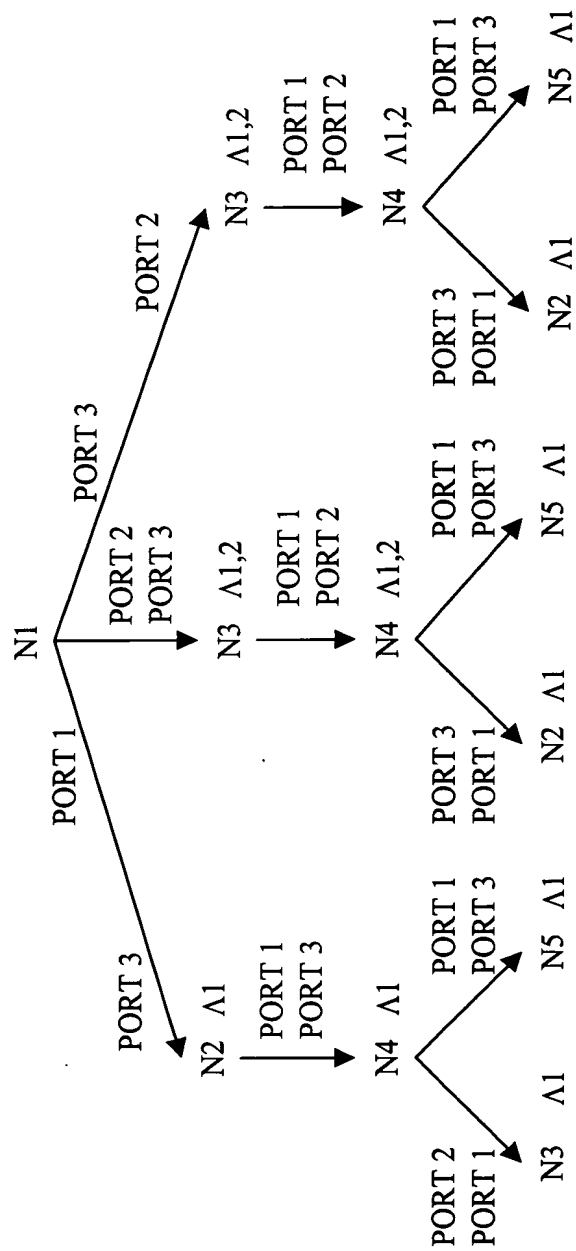 N1
PORT 1
PORT 3
PORT 3
PORT 2
PORT 3
PORT 2
N2 Λ1
N3 Λ1,2
N3 Λ1,2
PORT 1
PORT 3
PORT 1
PORT 2
PORT 1
PORT 2
N4 Λ1
N4 Λ1,2
N4 Λ1,2
PORT 2
PORT 1
PORT 1
PORT 3
PORT 3
PORT 1
PORT 1
PORT 3
PORT 3
PORT 1
PORT 1
PORT 3
N3 Λ1
N5 Λ1
N2 Λ1
N5 Λ1
N2 Λ1
N5 Λ1